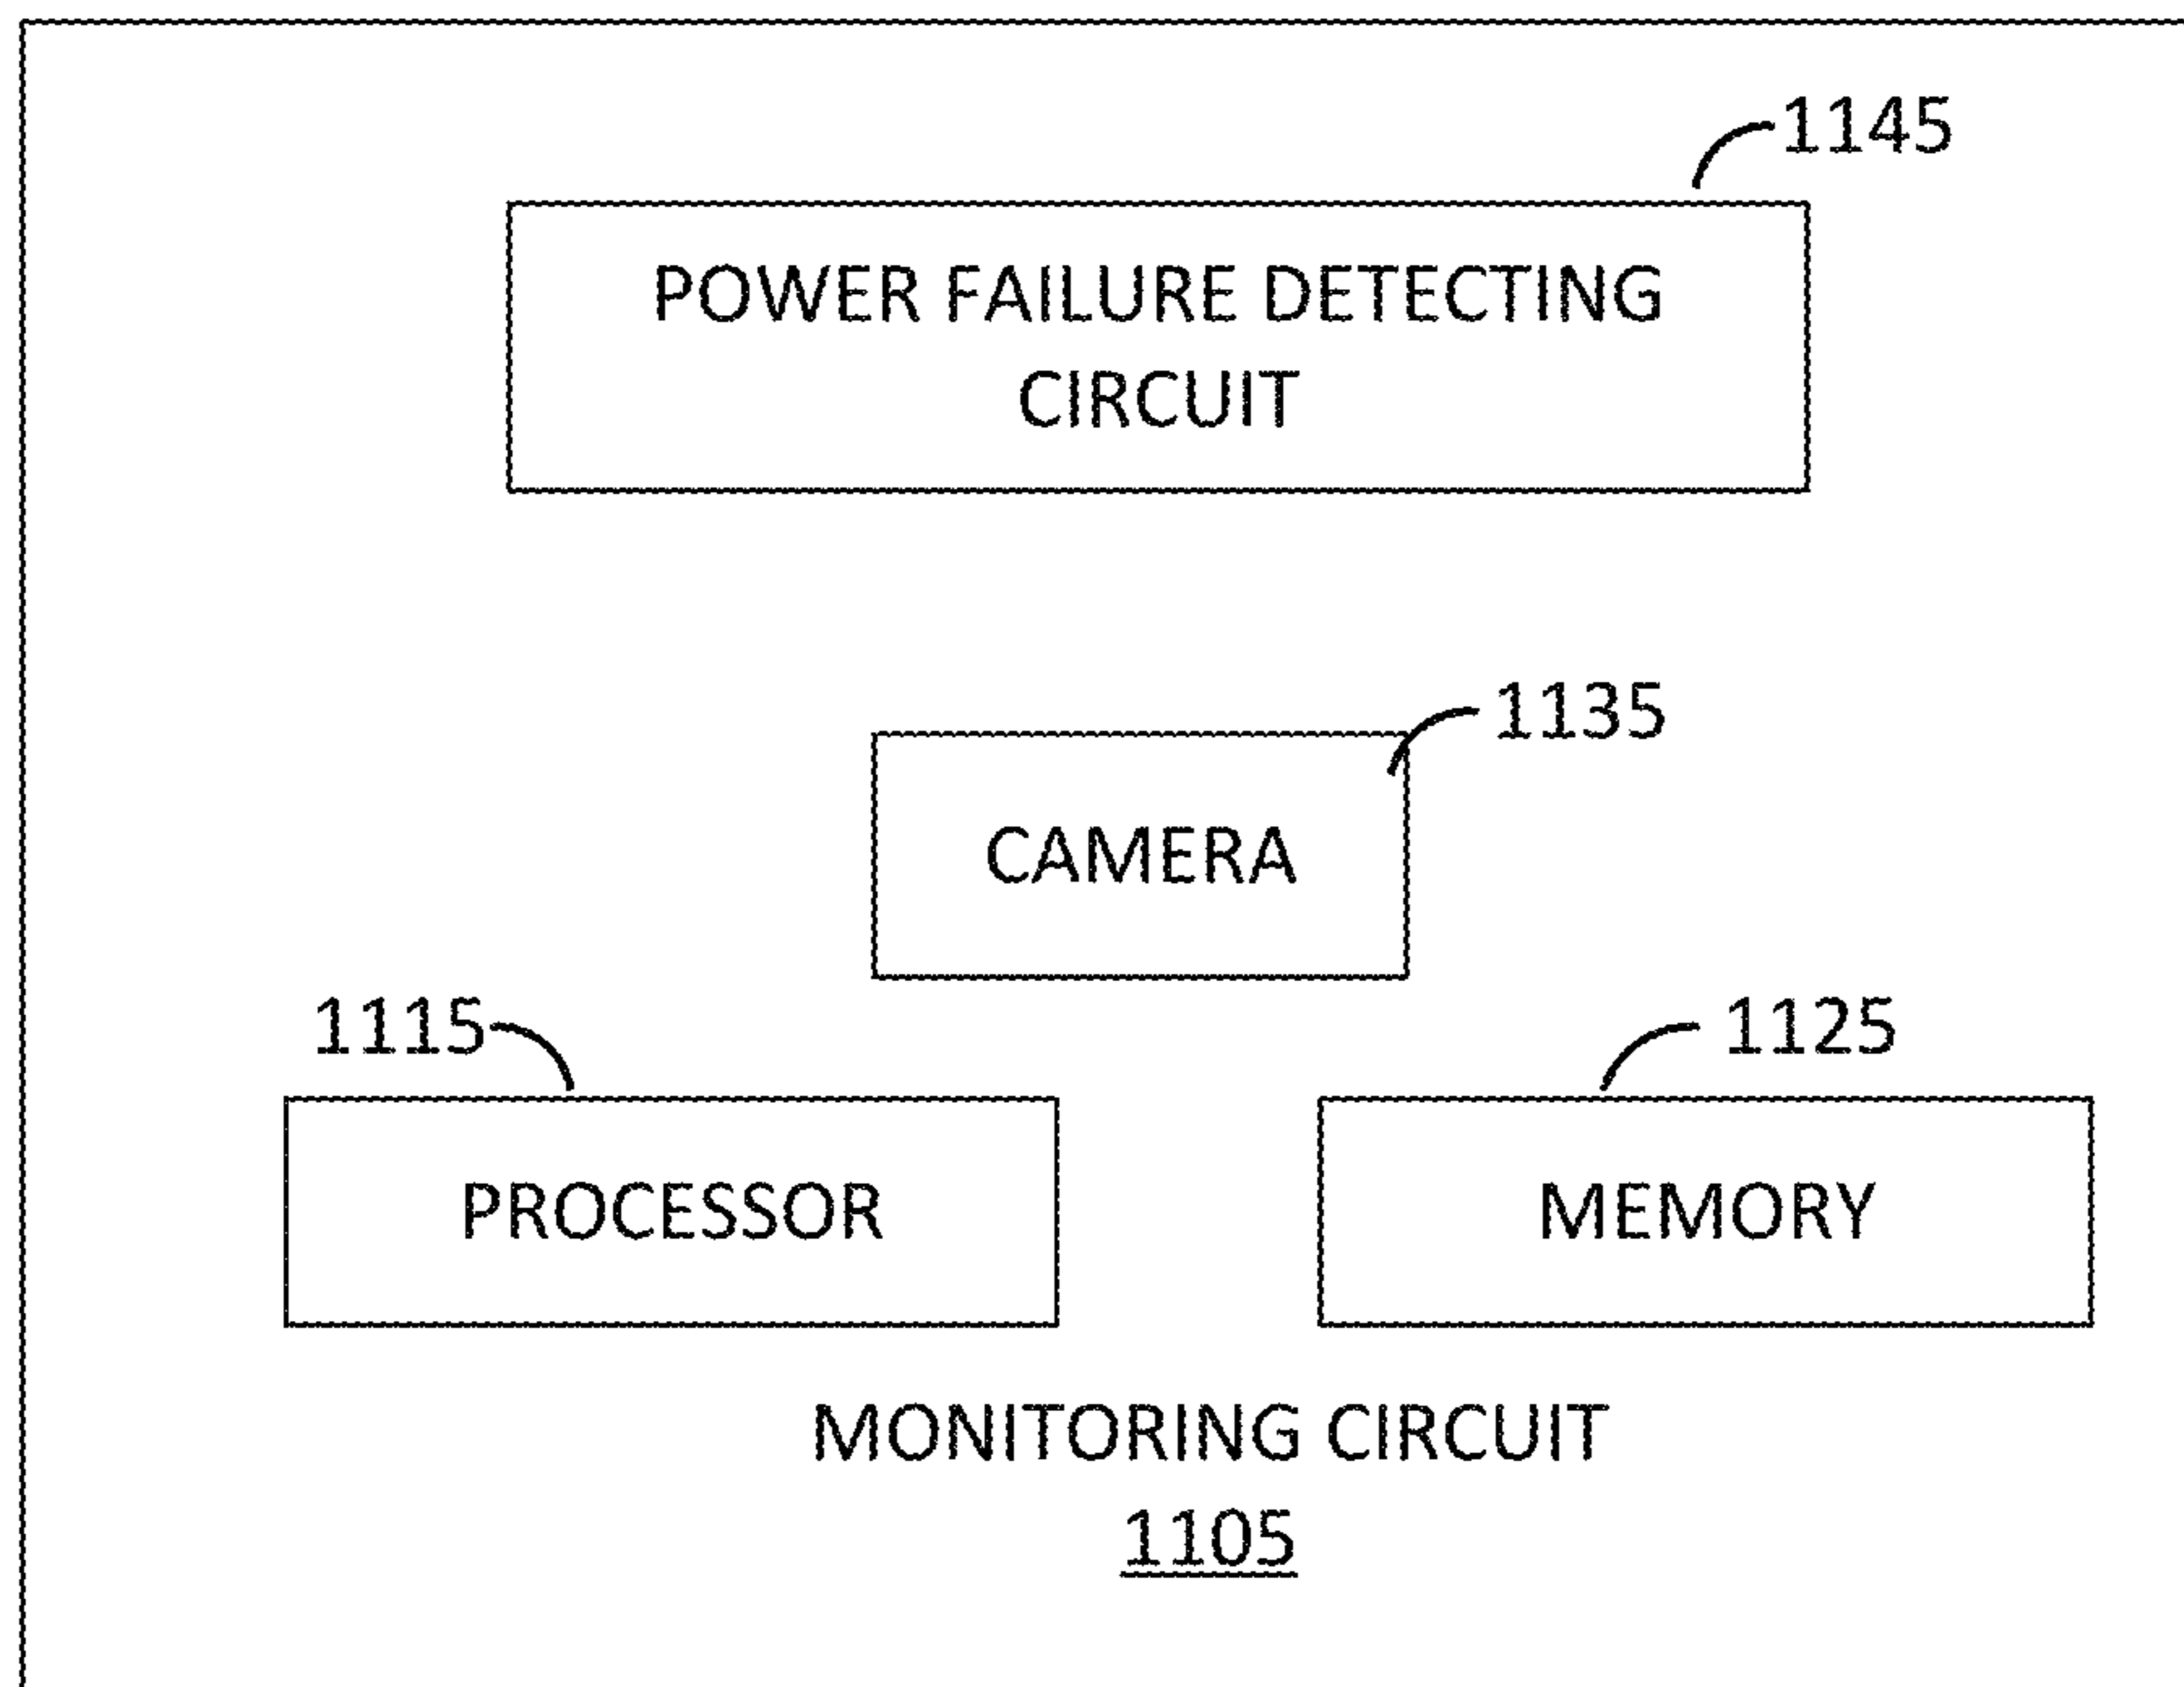 1145
POWER FAILURE DETECTING
CIRCUIT
1135
CAMERA
1115
1125
PROCESSOR
MEMORY
MONITORING CIRCUIT
1105